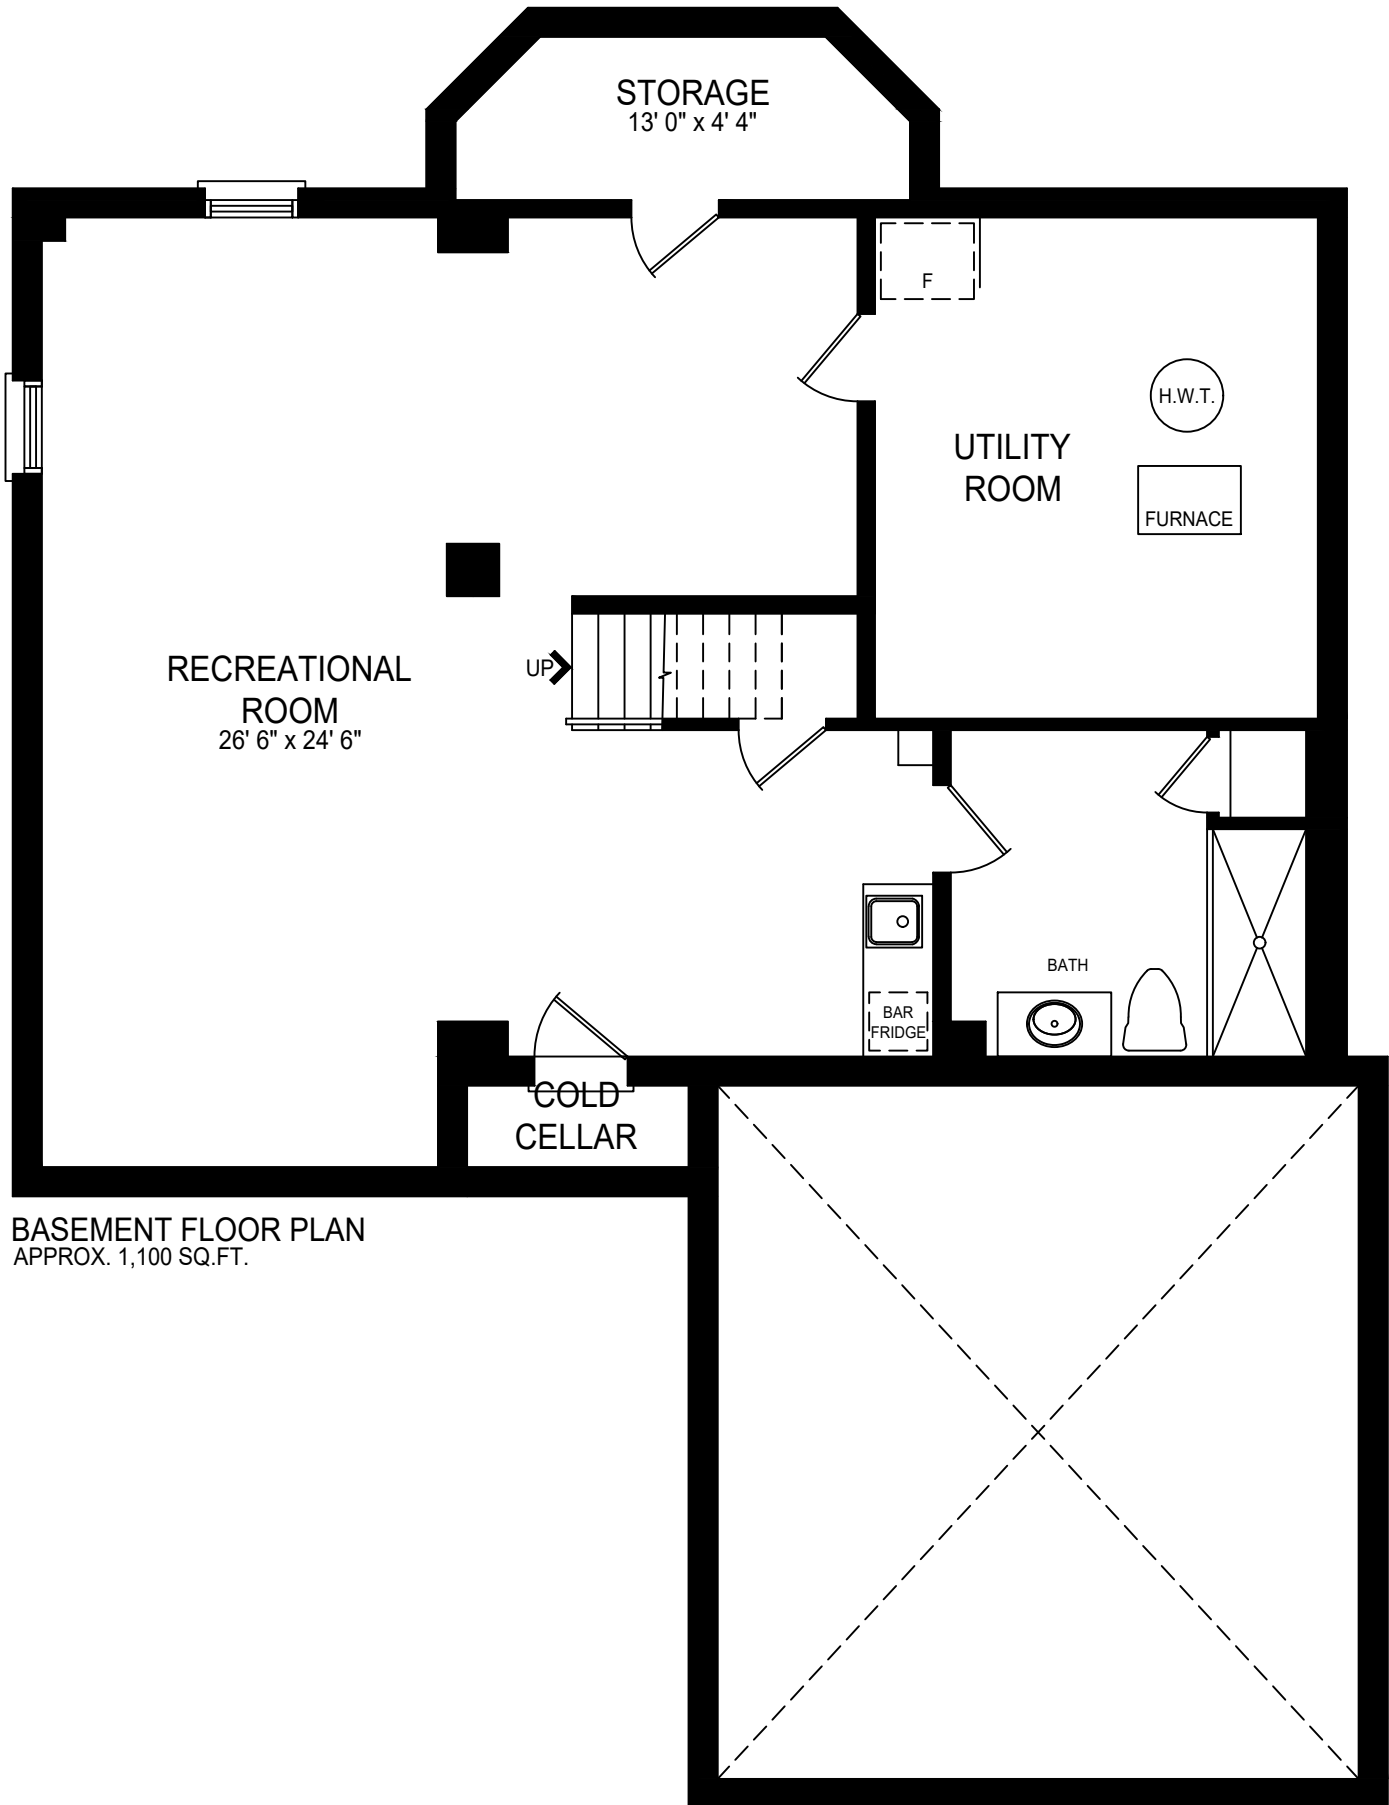 STORAGE
13' 0" x 4' 4"
F
H.W.T.
UTILITY
ROOM
FURNACE
RECREATIONAL
ROOM
26' 6" x 24' 6"
UP
BATH
BAR
FRIDGE
COLD
CELLAR
BASEMENT FLOOR PLAN
APPROX. 1,100 SQ.FT.